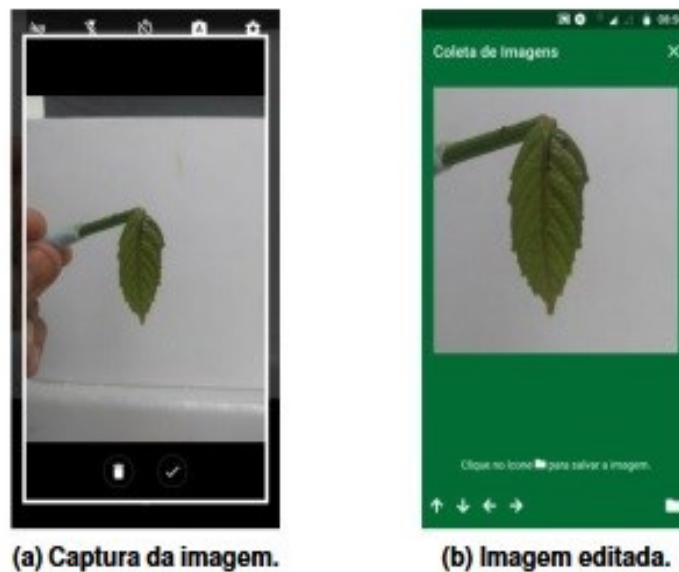 Coleta de Imagens
Clique no ícone para salvar a imagem.
(a) Captura da imagem.
(b) Imagem editada.